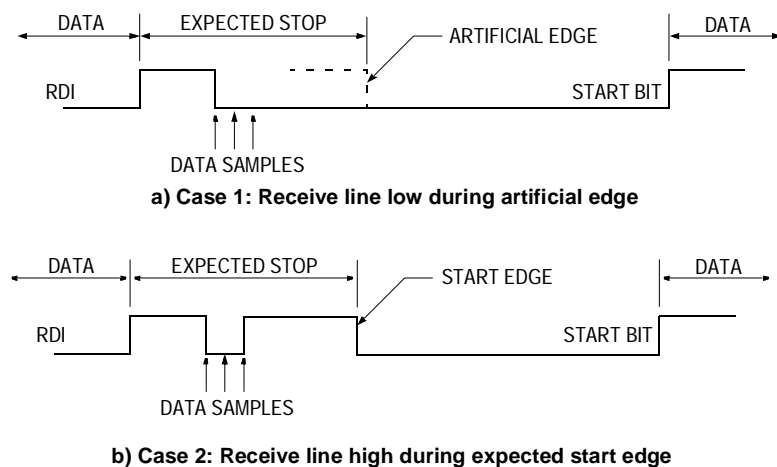 DATA EXPECTED STOP DATA
ARTIFICIAL EDGE
RDI START BIT
DATA SAMPLES
a) Case 1: Receive line low during artificial edge
DATA EXPECTED STOP DATA
START EDGE
RDI START BIT
DATA SAMPLES
b) Case 2: Receive line high during expected start edge